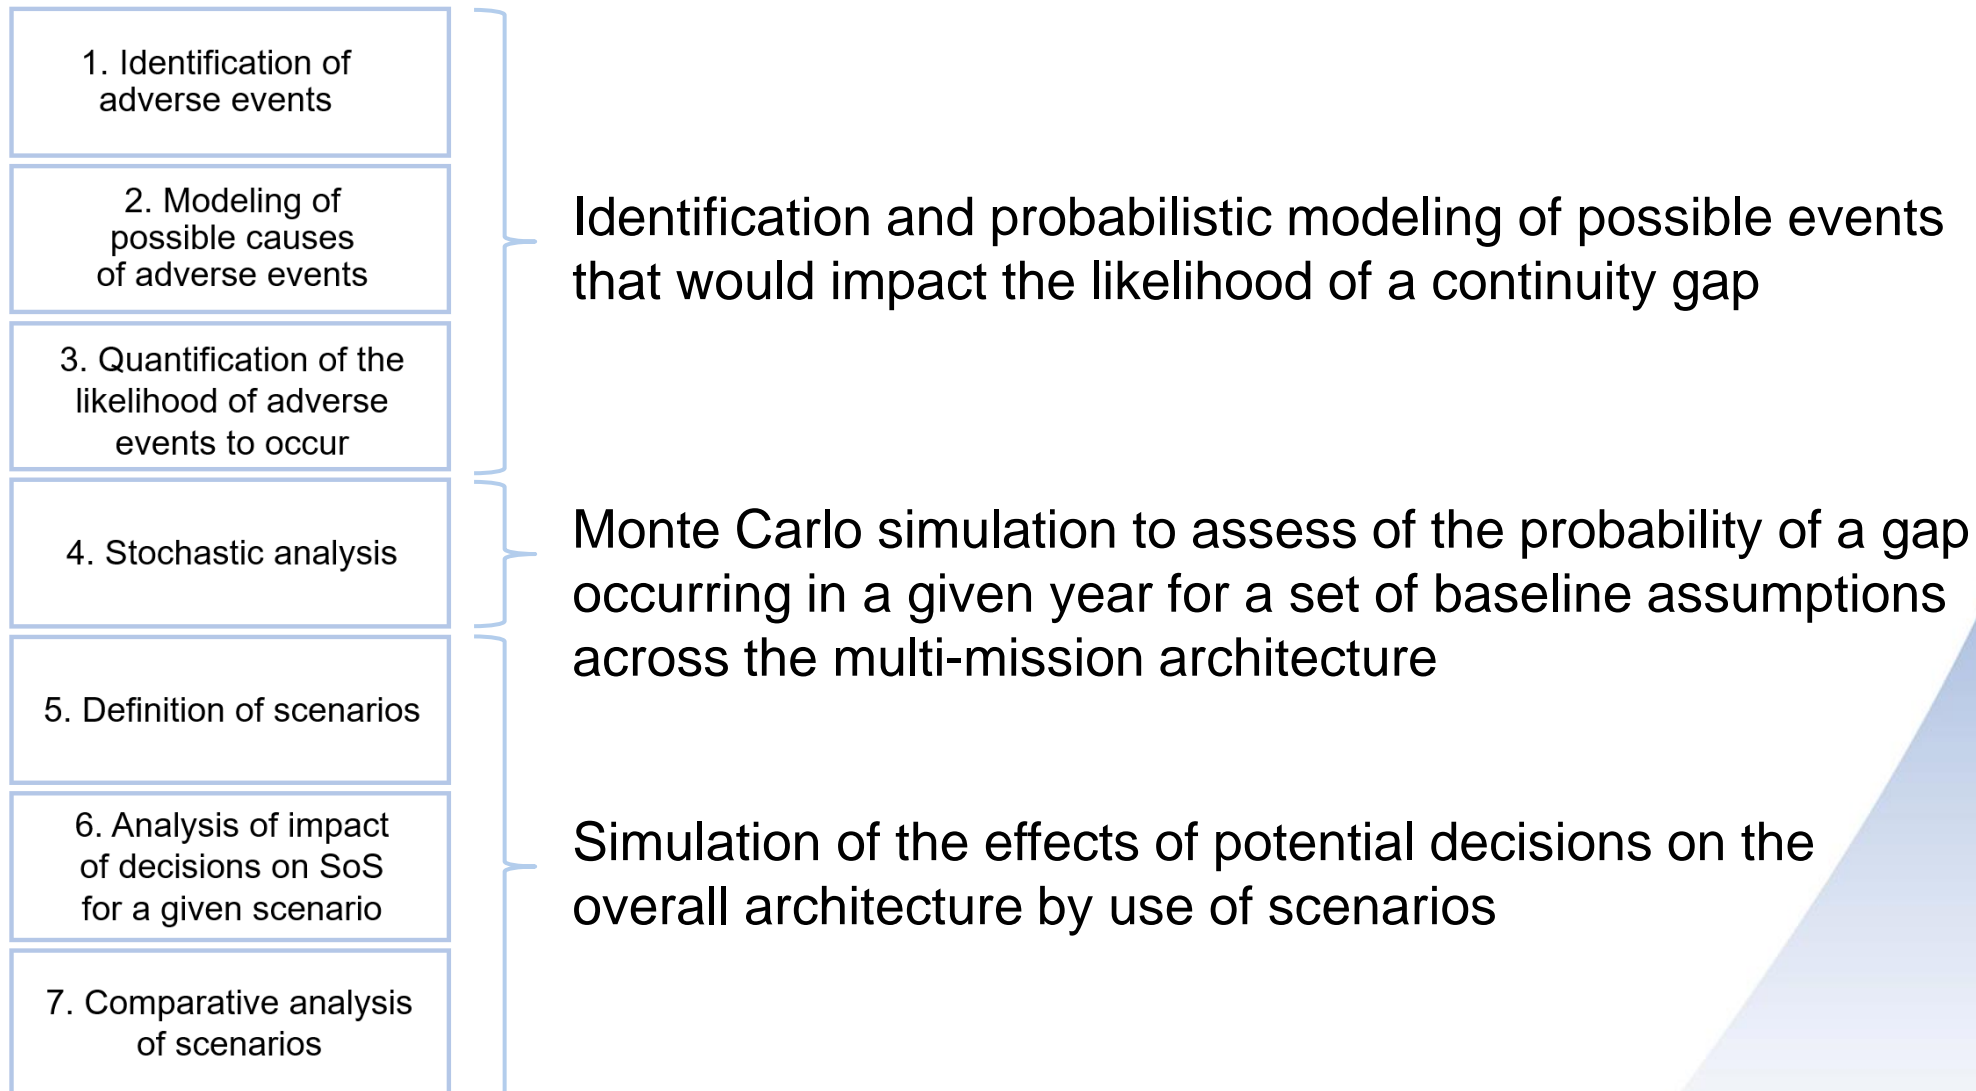 1. Identification of
adverse events
2. Modeling of
possible causes
of adverse events
3. Quantification of the
likelihood of adverse
events to occur
Identification and probabilistic modeling of possible events
that would impact the likelihood of a continuity gap
4. Stochastic analysis
Monte Carlo simulation to assess of the probability of a gap
occurring in a given year for a set of baseline assumptions
across the multi-mission architecture
5. Definition of scenarios
6. Analysis of impact
of decisions on SoS
for a given scenario
7. Comparative analysis
of scenarios
Simulation of the effects of potential decisions on the
overall architecture by use of scenarios